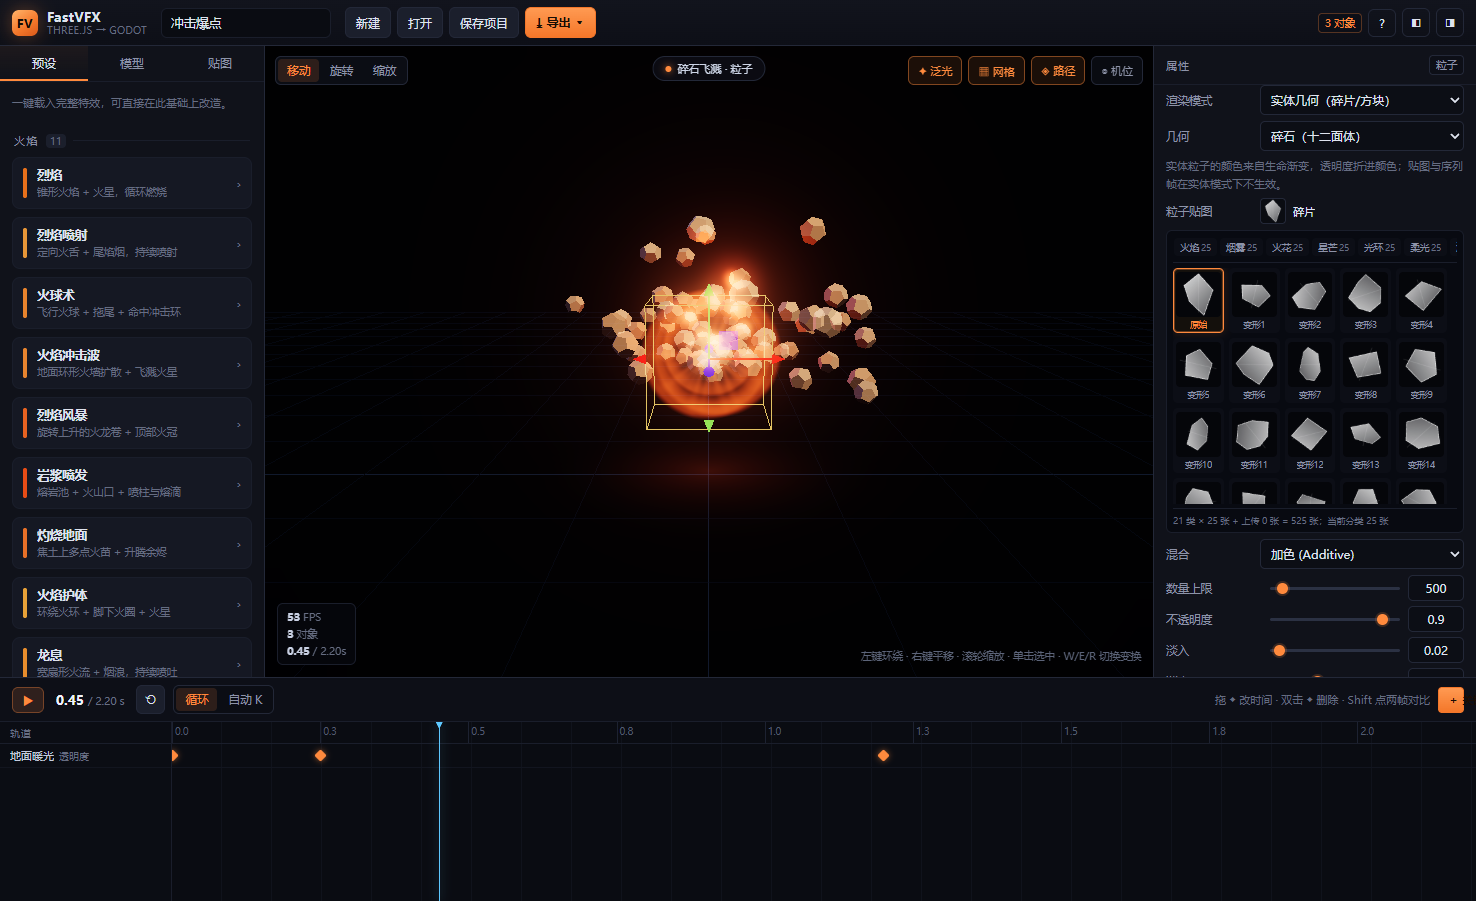 FV
FastVFX
THREE.JS → GODOT
冲击爆点
新建
打开
保存项目
导出
3 对象
?
预设
模型
贴图
一键载入完整特效，可直接在此基础上改造。
火焰 11
烈焰
锥形火焰 + 火星，循环燃烧
烈焰喷射
定向火舌 + 尾焰烟，持续喷射
火球术
飞行火球 + 拖尾 + 命中冲击环
火焰冲击波
地面环形火墙扩散 + 飞溅火星
烈焰风暴
旋转上升的火龙卷 + 顶部火冠
岩浆喷发
熔岩池 + 火山口 + 喷柱与熔滴
灼烧地面
焦土上多点火苗 + 升腾余烬
火焰护体
环绕火环 + 脚下火圈 + 火星
龙息
宽扇形火流 + 烟浪，持续喷吐
移动
旋转
缩放
碎石飞溅 · 粒子
泛光
网格
路径
机位
53 FPS
3 对象
0.45 / 2.20s
左键环绕 · 右键平移 · 滚轮缩放 · 单击选中 · W/E/R 切换变换
属性
粒子
渲染模式
实体几何（碎片/方块）
几何
碎石（十二面体）
实体粒子的颜色来自生命渐变，透明度折进颜色；贴图与序列
帧在实体模式下不生效。
粒子贴图
碎片
火焰 25
烟雾 25
火花 25
星芒 25
光环 25
柔光 25
原始
变形1
变形2
变形3
变形4
变形5
变形6
变形7
变形8
变形9
变形10
变形11
变形12
变形13
变形14
21 类 × 25 张 + 上传 0 张 = 525 张；当前分类 25 张
混合
加色 (Additive)
数量上限
500
不透明度
0.9
淡入
0.02
0.45 / 2.20 s
循环
自动 K
拖 ✦ 改时间 · 双击 ✦ 删除 · Shift 点两帧对比
+
轨道
0.0
0.3
0.5
0.8
1.0
1.3
1.5
1.8
2.0
地面暖光 透明度